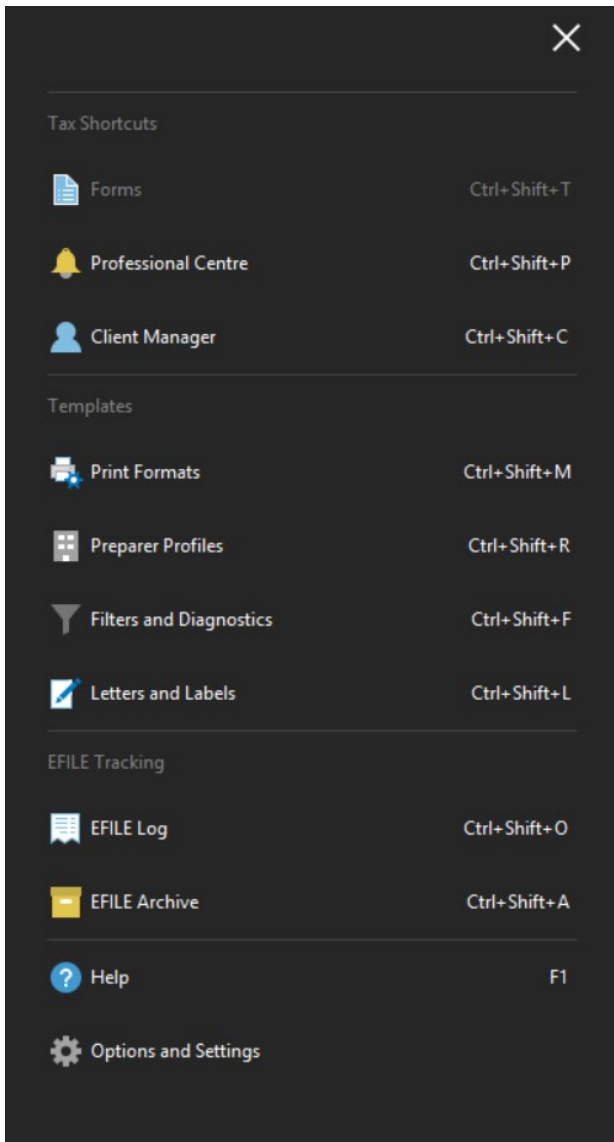 Tax Shortcuts
Forms Ctrl+Shift+T
Professional Centre Ctrl+Shift+P
Client Manager Ctrl+Shift+C
Templates
Print Formats Ctrl+Shift+M
Preparer Profiles Ctrl+Shift+R
Filters and Diagnostics Ctrl+Shift+F
Letters and Labels Ctrl+Shift+L
EFILE Tracking
EFILE Log Ctrl+Shift+O
EFILE Archive Ctrl+Shift+A
Help F1
Options and Settings